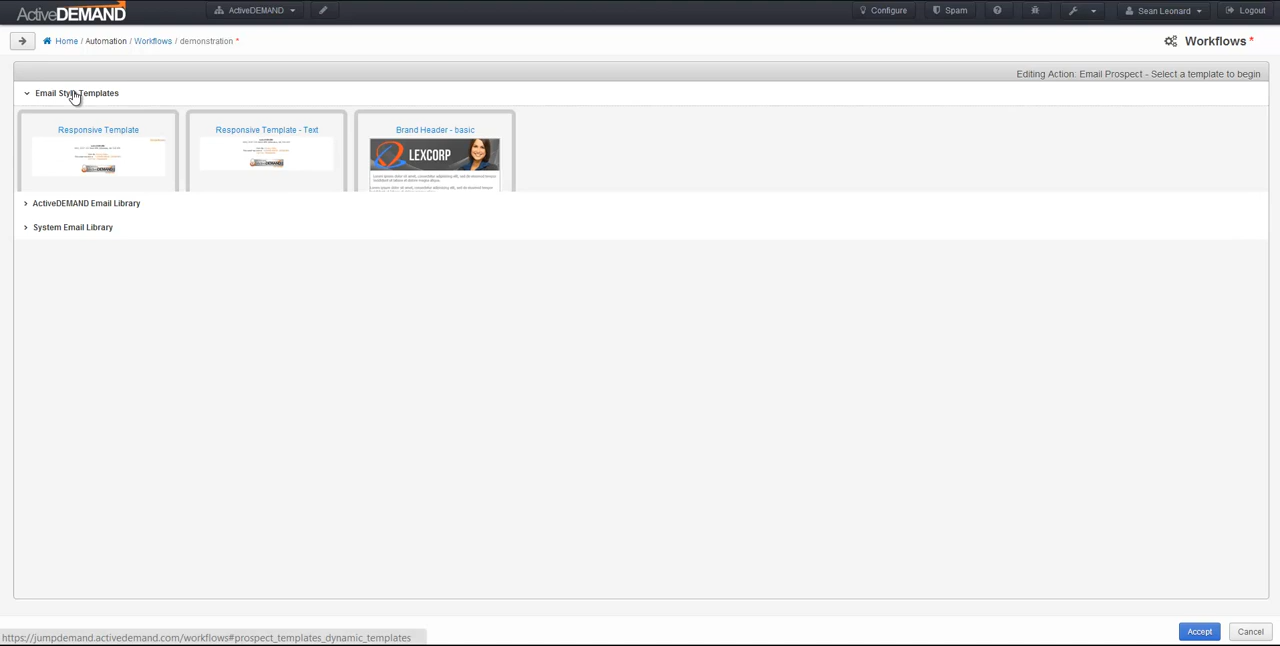 ActiveDEMAND
ActiveDEMAND
Configure
Spam
Sean Leonard
Logout
Home / Automation / Workflows / demonstration *
Workflows *
Editing Action: Email Prospect - Select a template to begin
Email Style Templates
Responsive Template
Responsive Template - Text
Brand Header - basic
LEXCORP
ActiveDEMAND
ActiveDEMAND
ActiveDEMAND Email Library
System Email Library
https://jumpdemand.activedemand.com/workflows#prospect_templates_dynamic_templates
Accept
Cancel